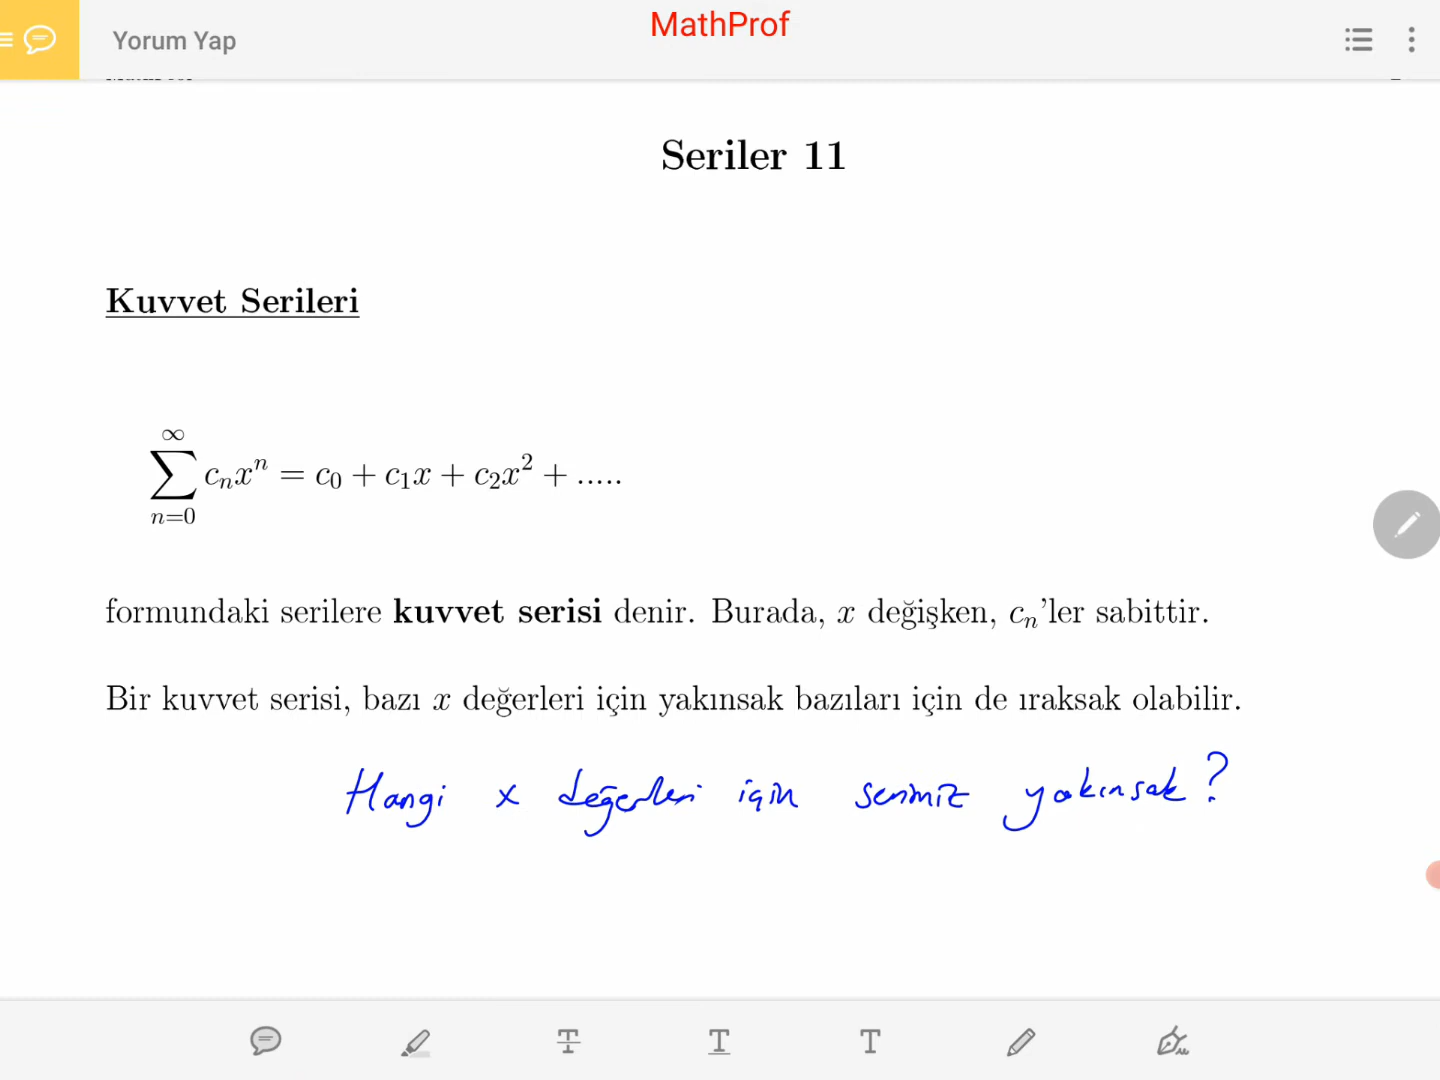 MathProf
Yorum Yap
Seriler 11
Kuvvet Serileri
∑_{n=0}^{∞} c_n x^n = c_0 + c_1 x + c_2 x^2 + .....
formundaki serilere kuvvet serisi denir. Burada, x değişken, c_n'ler sabittir.
Bir kuvvet serisi, bazı x değerleri için yakınsak bazıları için de ıraksak olabilir.
Hangi x değerleri için serimiz yakınsak?